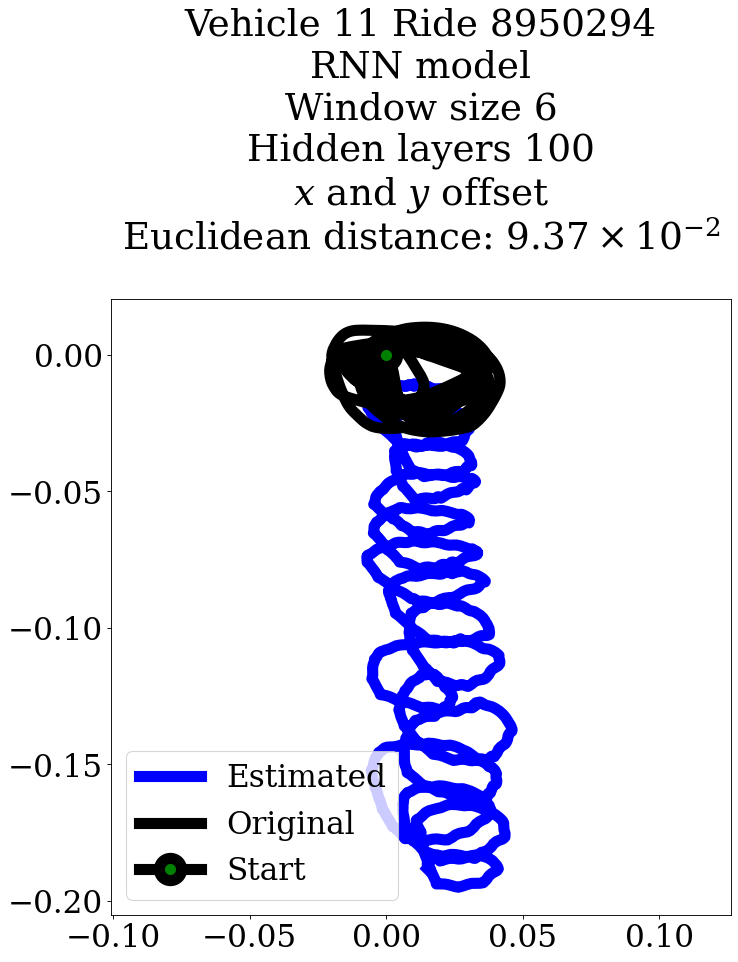 Vehicle 11 Ride 8950294
RNN model
Window size 6
Hidden layers 100
x and y offset
Euclidean distance: 9.37 × 10⁻²
0.00
−0.05
−0.10
−0.15
−0.20
Estimated
Original
Start
−0.10 −0.05 0.00 0.05 0.10